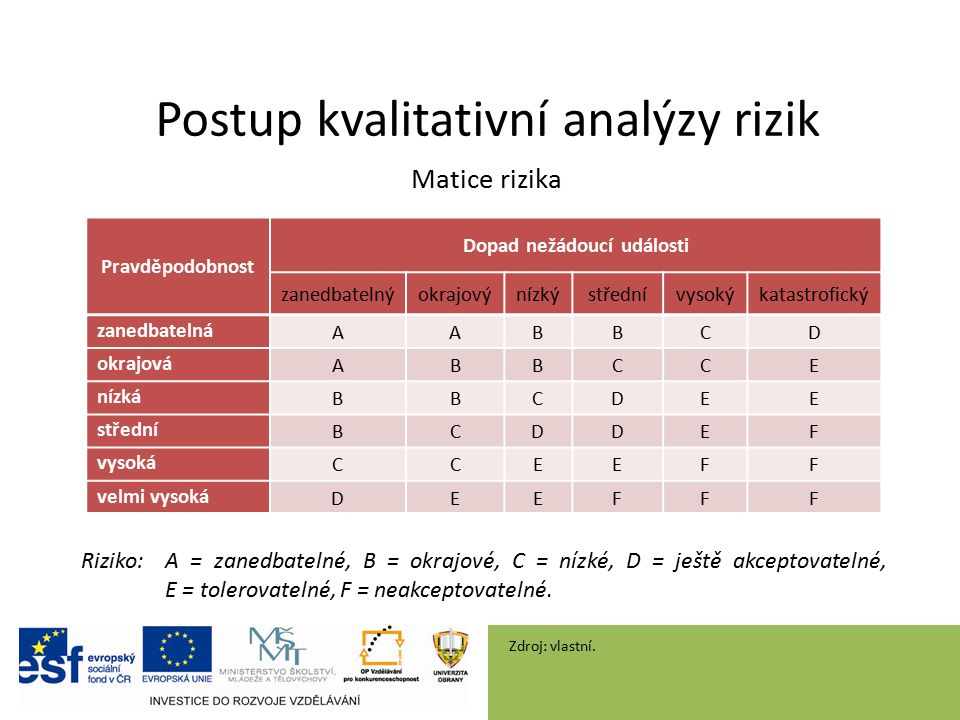 Postup kvalitativní analýzy rizik
Matice rizika
Pravděpodobnost
Dopad nežádoucí události
zanedbatelný okrajový nízký střední vysoký katastrofický
zanedbatelná A A B B C D
okrajová A B B C C E
nízká B B C D E E
střední B C D D E F
vysoká C C E E F F
velmi vysoká D E E F F F
Riziko: A = zanedbatelné, B = okrajové, C = nízké, D = ještě akceptovatelné,
E = tolerovatelné, F = neakceptovatelné.
Zdroj: vlastní.
esf evropský
sociální
fond v ČR
EVROPSKÁ UNIE
MŠMT
MINISTERSTVO ŠKOLSTVÍ,
MLÁDEŽE A TĚLOVÝCHOVY
OP Vzdělávání
pro konkurenceschopnost
UNIVERZITA
OBRANY
INVESTICE DO ROZVOJE VZDĚLÁVÁNÍ